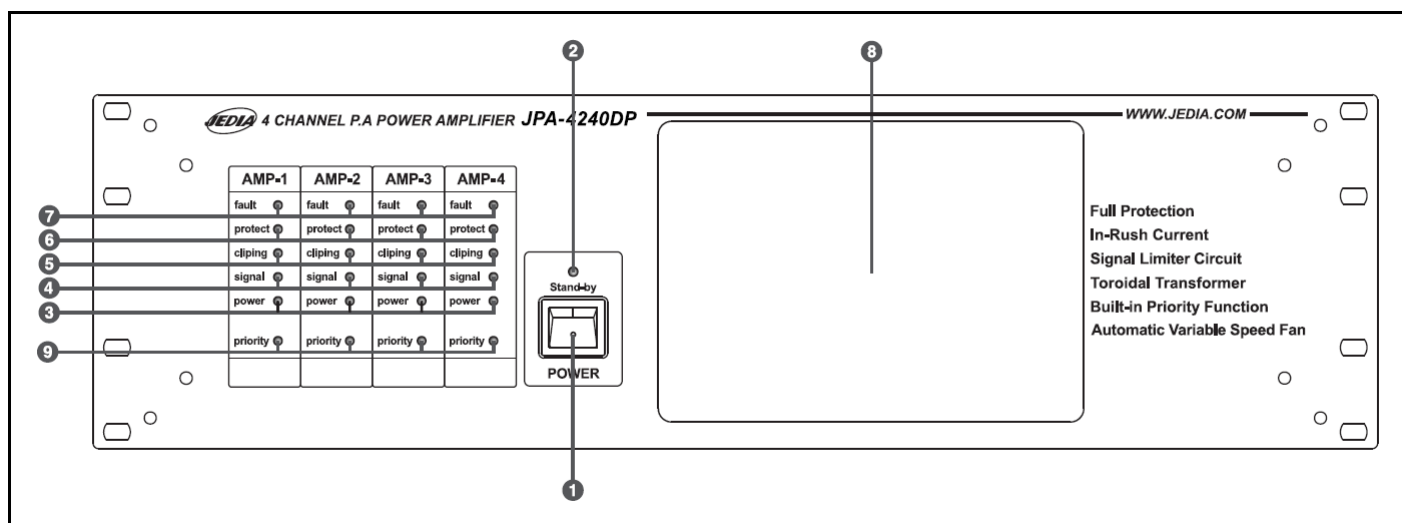 2 8
JEDIA 4 CHANNEL P.A POWER AMPLIFIER JPA-4240DP WWW.JEDIA.COM
AMP-1 AMP-2 AMP-3 AMP-4
7 fault fault fault fault
6 protect protect protect protect
5 cliping cliping cliping cliping
4 signal signal signal signal
3 power power power power
9 priority priority priority priority
Stand-by
POWER
1
Full Protection
In-Rush Current
Signal Limiter Circuit
Toroidal Transformer
Built-in Priority Function
Automatic Variable Speed Fan